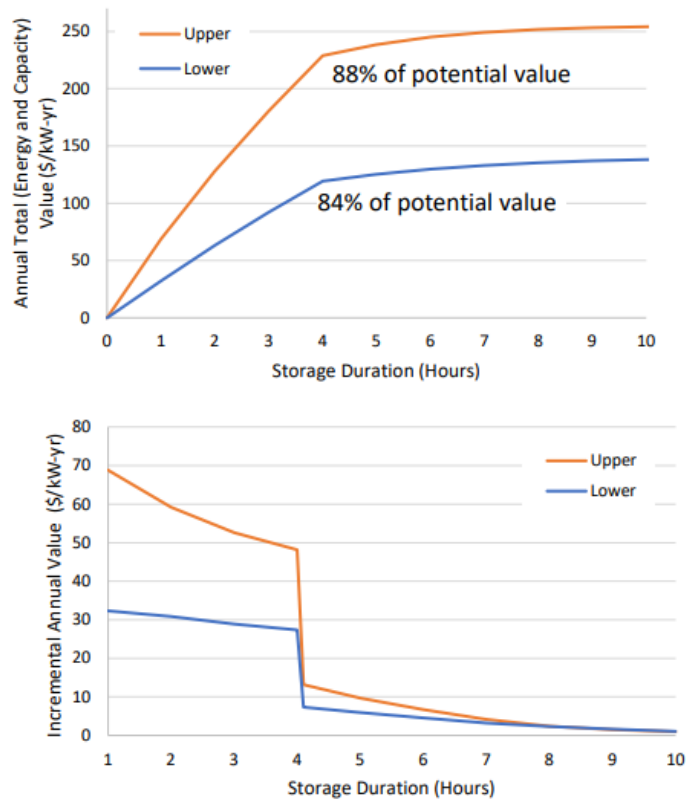 Annual Total (Energy and Capacity)
Value ($/kW-yr)
250
200
150
100
50
0
Upper
Lower
88% of potential value
84% of potential value
0 1 2 3 4 5 6 7 8 9 10
Storage Duration (Hours)
Incremental Annual Value ($/kW-yr)
80
70
60
50
40
30
20
10
0
Upper
Lower
1 2 3 4 5 6 7 8 9 10
Storage Duration (Hours)